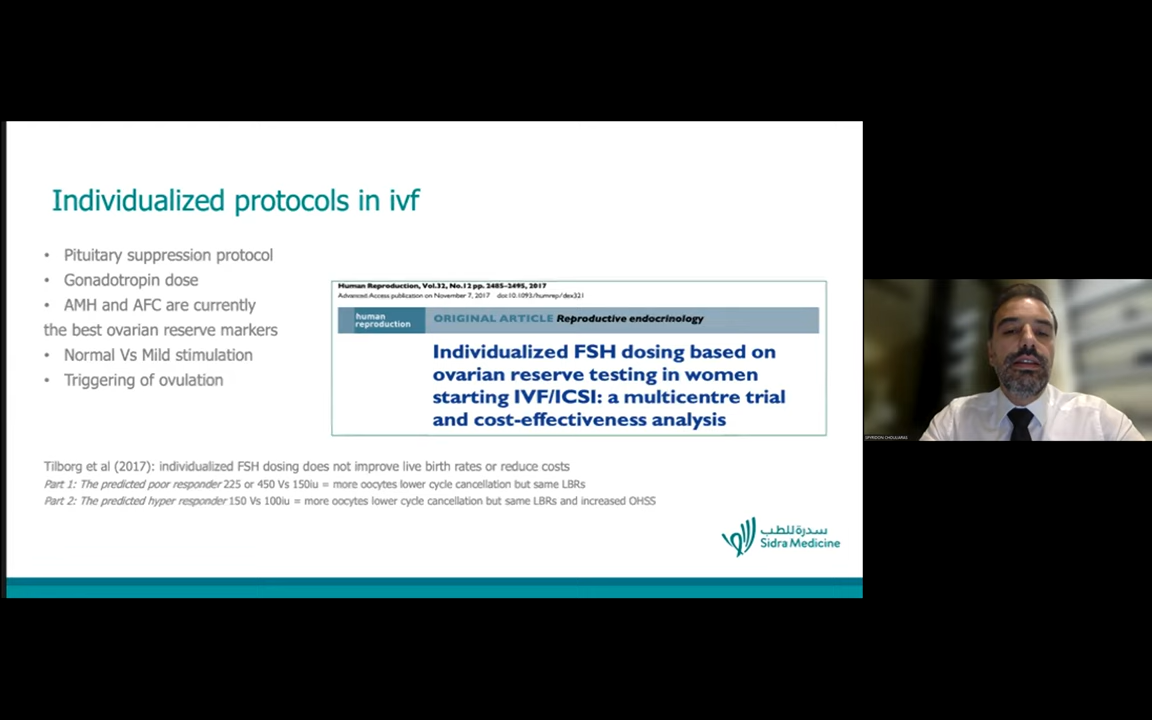 Individualized protocols in ivf
• Pituitary suppression protocol
• Gonadotropin dose
• AMH and AFC are currently
the best ovarian reserve markers
• Normal Vs Mild stimulation
• Triggering of ovulation
Human Reproduction, Vol.32, No.12 pp. 2485–2495, 2017
Advanced Access publication on November 7, 2017 doi:10.1093/humrep/dex321
human
reproduction
ORIGINAL ARTICLE Reproductive endocrinology
Individualized FSH dosing based on
ovarian reserve testing in women
starting IVF/ICSI: a multicentre trial
and cost-effectiveness analysis
Tilborg et al (2017): individualized FSH dosing does not improve live birth rates or reduce costs
Part 1: The predicted poor responder 225 or 450 Vs 150iu = more oocytes lower cycle cancellation but same LBRs
Part 2: The predicted hyper responder 150 Vs 100iu = more oocytes lower cycle cancellation but same LBRs and increased OHSS
سدرة للطب
Sidra Medicine
SPYRIDON CHOULIARAS